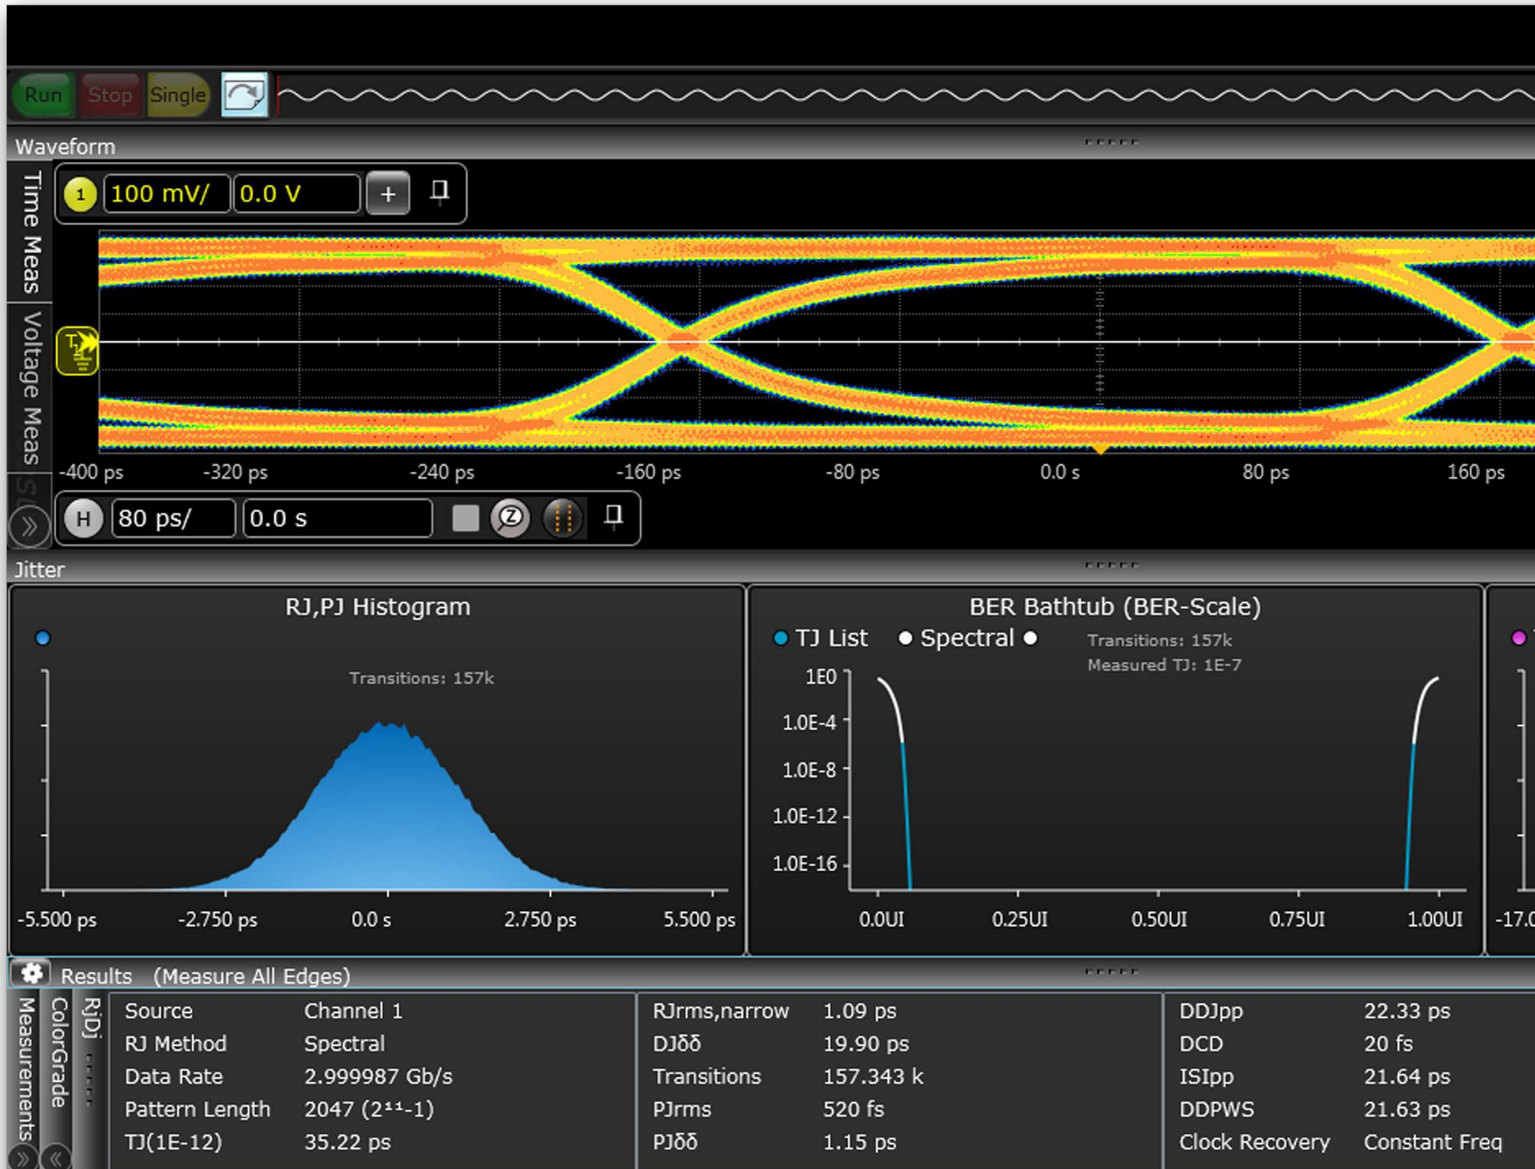 Run Stop Single
Waveform
Time Meas
Voltage Meas
1 100 mV/ 0.0 V +
-400 ps -320 ps -240 ps -160 ps -80 ps 0.0 s 80 ps 160 ps
H 80 ps/ 0.0 s Z
Jitter
RJ,PJ Histogram
Transitions: 157k
-5.500 ps -2.750 ps 0.0 s 2.750 ps 5.500 ps
BER Bathtub (BER-Scale)
TJ List Spectral
Transitions: 157k
Measured TJ: 1E-7
1E0
1.0E-4
1.0E-8
1.0E-12
1.0E-16
0.0UI 0.25UI 0.50UI 0.75UI 1.00UI
-17.0
Results (Measure All Edges)
Measurements
ColorGrade
RjDj
Source Channel 1
RJ Method Spectral
Data Rate 2.999987 Gb/s
Pattern Length 2047 (2¹¹-1)
TJ(1E-12) 35.22 ps
RJrms,narrow 1.09 ps
DJδδ 19.90 ps
Transitions 157.343 k
PJrms 520 fs
PJδδ 1.15 ps
DDJpp 22.33 ps
DCD 20 fs
ISIpp 21.64 ps
DDPWS 21.63 ps
Clock Recovery Constant Freq